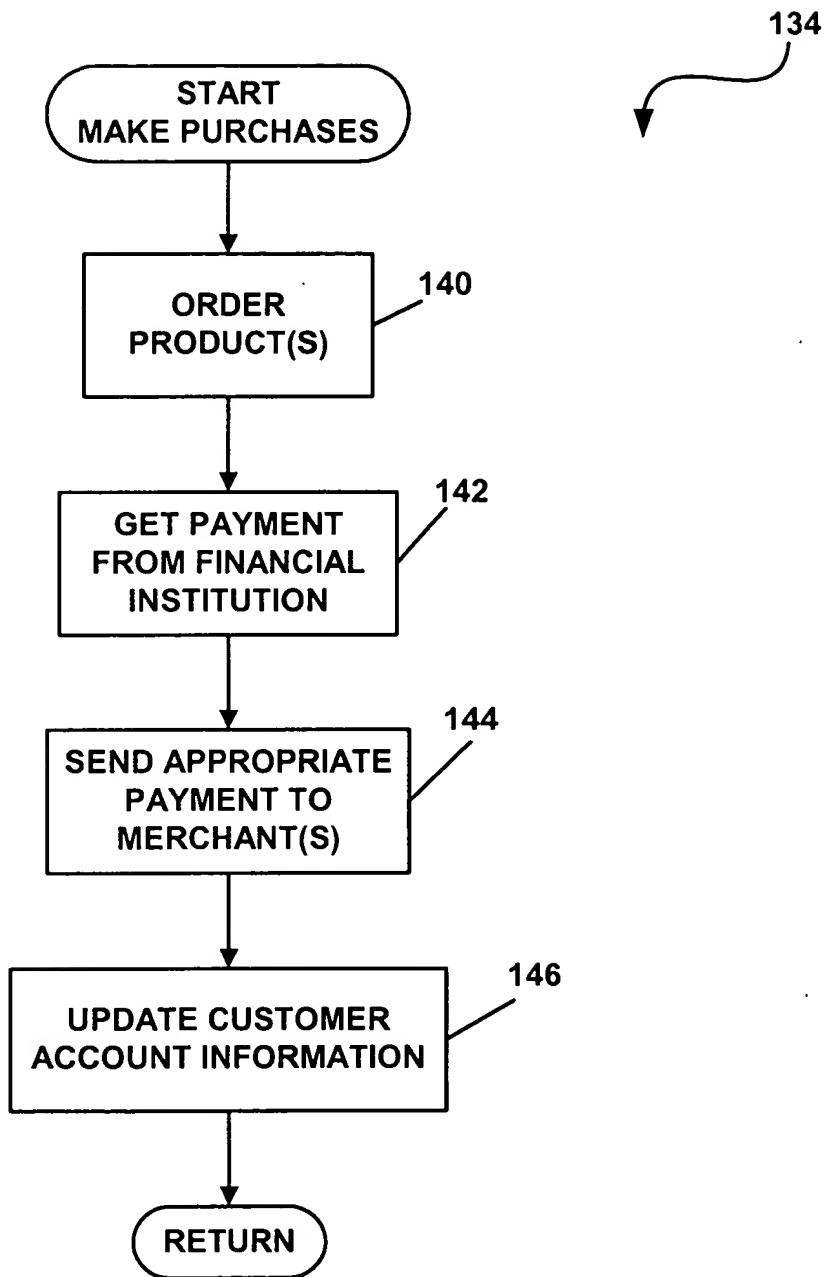 134
START
MAKE PURCHASES
140
ORDER
PRODUCT(S)
142
GET PAYMENT
FROM FINANCIAL
INSTITUTION
144
SEND APPROPRIATE
PAYMENT TO
MERCHANT(S)
146
UPDATE CUSTOMER
ACCOUNT INFORMATION
RETURN